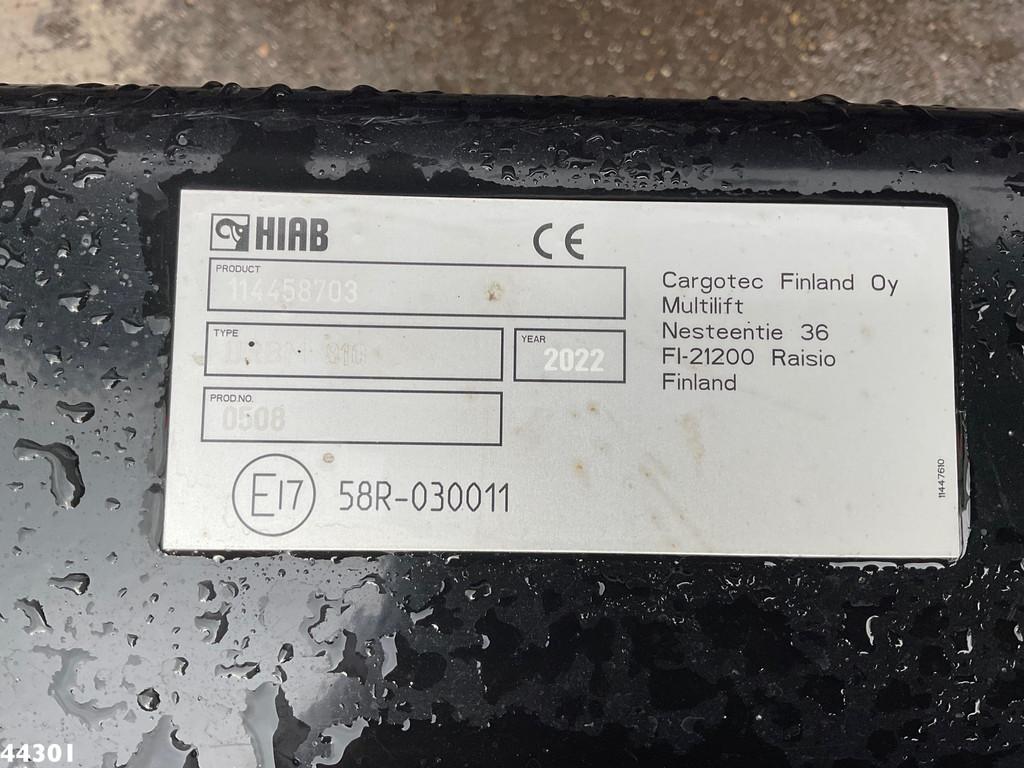 HIAB
CE
PRODUCT
114458703
TYPE
910
YEAR
2022
PROD.NO.
0508
E17
58R-030011
Cargotec Finland Oy
Multilift
Nesteentie 36
FI-21200 Raisio
Finland
11447610
44301